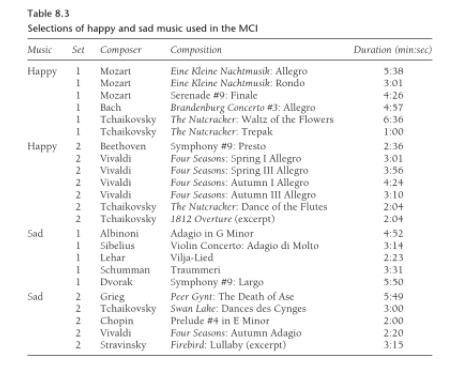 Table 8.3
Selections of happy and sad music used in the MCI
Music Set Composer Composition Duration (min:sec)
Happy 1 Mozart Eine Kleine Nachtmusik: Allegro 5:38
1 Mozart Eine Kleine Nachtmusik: Rondo 3:01
1 Mozart Serenade #9: Finale 4:26
1 Bach Brandenburg Concerto #3: Allegro 4:57
1 Tchaikovsky The Nutcracker: Waltz of the Flowers 6:36
1 Tchaikovsky The Nutcracker: Trepak 1:00
Happy 2 Beethoven Symphony #9: Presto 2:36
2 Vivaldi Four Seasons: Spring I Allegro 3:01
2 Vivaldi Four Seasons: Spring III Allegro 3:56
2 Vivaldi Four Seasons: Autumn I Allegro 4:24
2 Vivaldi Four Seasons: Autumn III Allegro 3:10
2 Tchaikovsky The Nutcracker: Dance of the Flutes 2:04
2 Tchaikovsky 1812 Overture (excerpt) 2:04
Sad 1 Albinoni Adagio in G Minor 4:52
1 Sibelius Violin Concerto: Adagio di Molto 3:14
1 Lehar Vilja-Lied 2:23
1 Schumman Traummeri 3:31
1 Dvorak Symphony #9: Largo 5:50
Sad 2 Grieg Peer Gynt: The Death of Ase 5:49
2 Tchaikovsky Swan Lake: Dances des Cynges 3:00
2 Chopin Prelude #4 in E Minor 2:00
2 Vivaldi Four Seasons: Autumn Adagio 2:20
2 Stravinsky Firebird: Lullaby (excerpt) 3:15